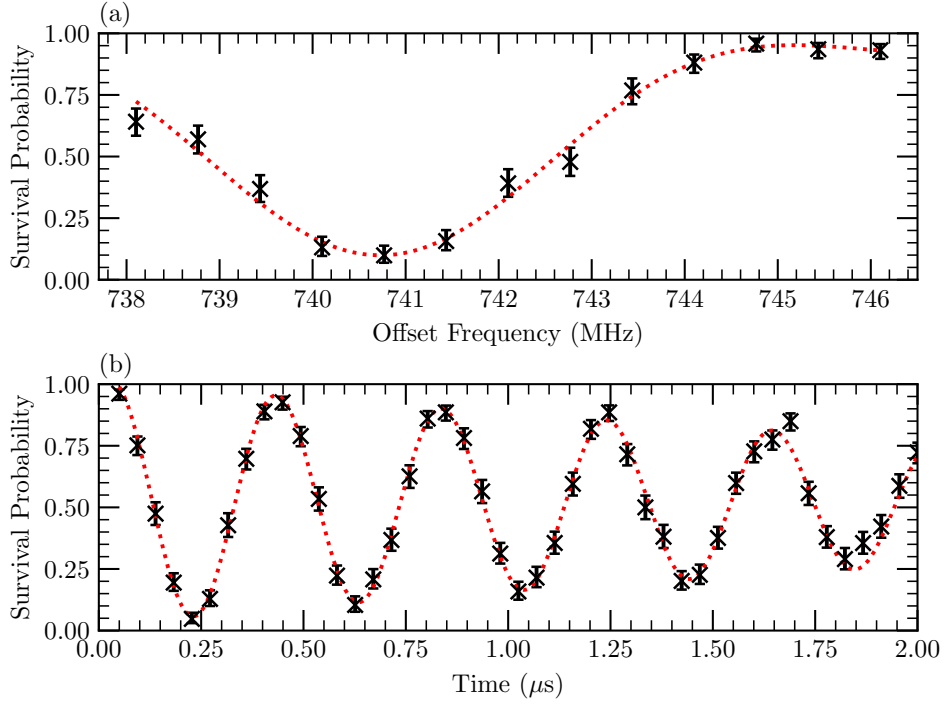 (a)
1.00
0.75
0.50
0.25
0.00
Survival Probability
738 739 740 741 742 743 744 745 746
Offset Frequency (MHz)
(b)
1.00
0.75
0.50
0.25
0.00
Survival Probability
0.00 0.25 0.50 0.75 1.00 1.25 1.50 1.75 2.00
Time (μs)